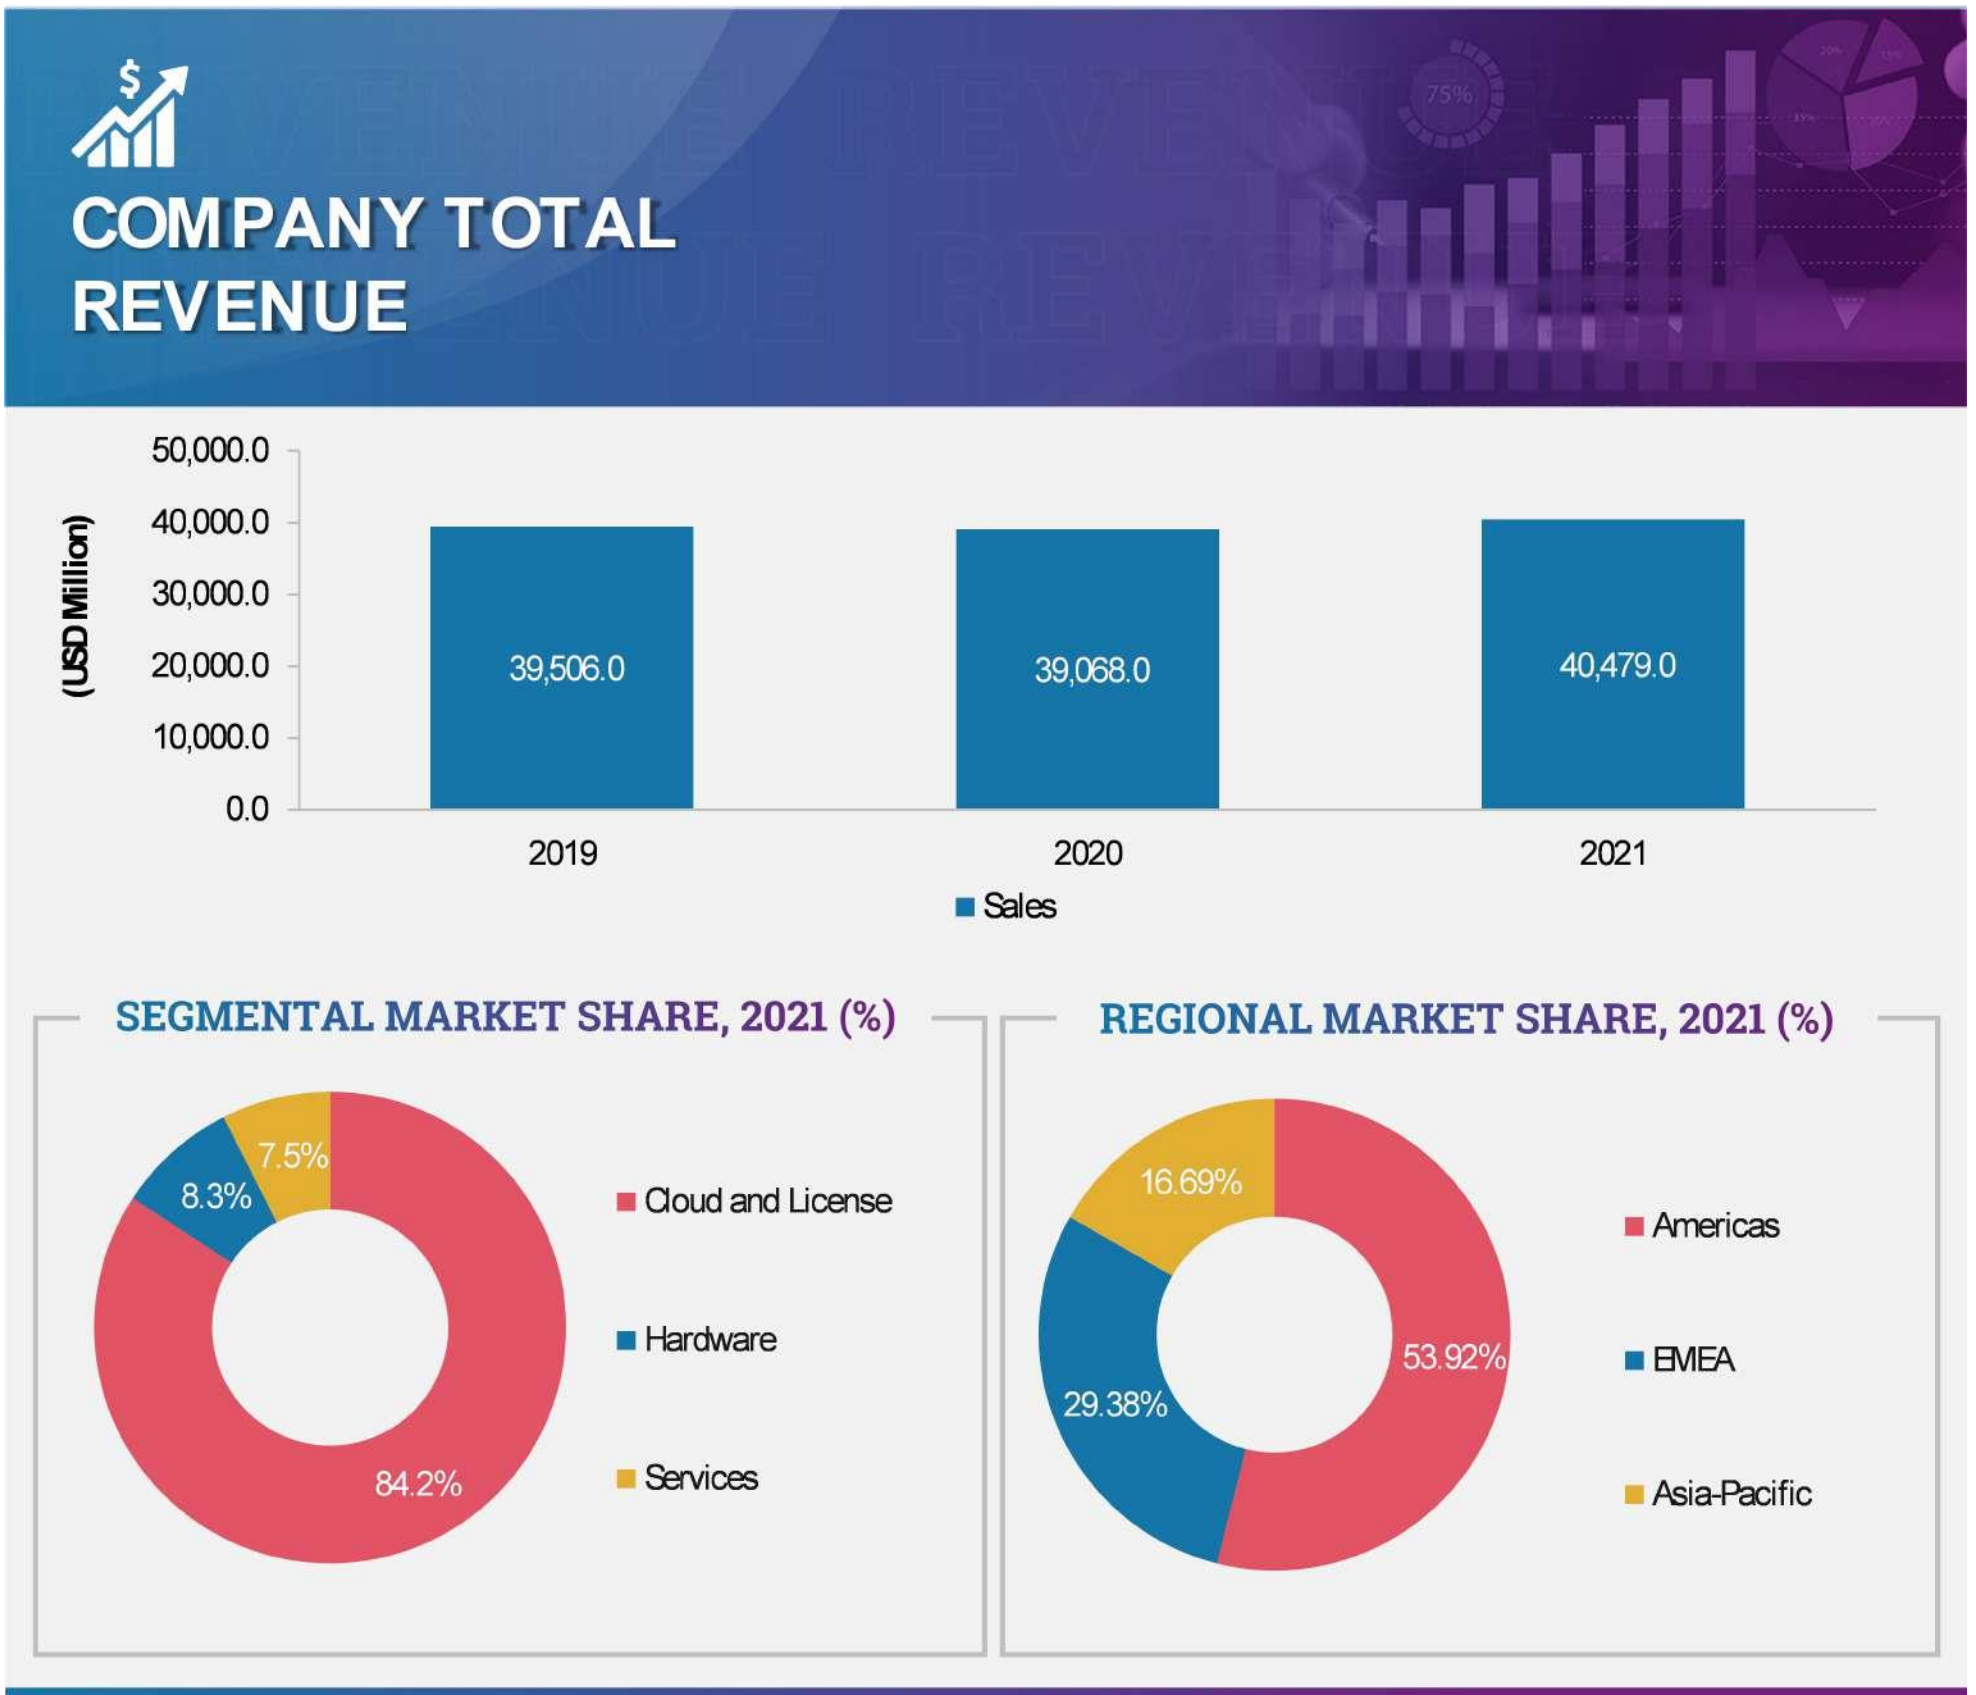 $
COMPANY TOTAL
REVENUE
75%
20%
(USD Million)
50,000.0
40,000.0
30,000.0
20,000.0
10,000.0
0.0
39,506.0
39,068.0
40,479.0
2019
2020
2021
Sales
SEGMENTAL MARKET SHARE, 2021 (%)
7.5%
8.3%
84.2%
Cloud and License
Hardware
Services
REGIONAL MARKET SHARE, 2021 (%)
16.69%
53.92%
29.38%
Americas
EMEA
Asia-Pacific